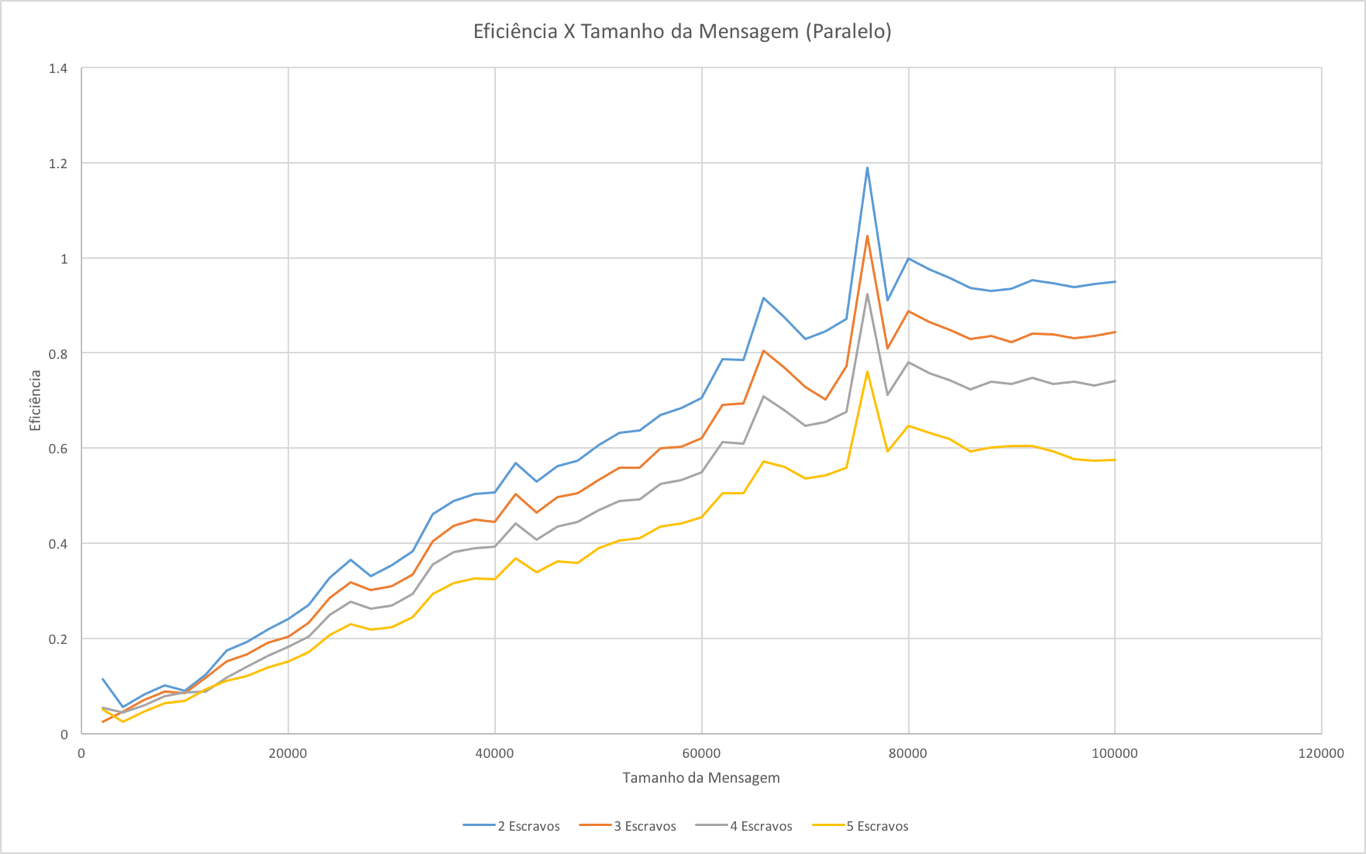 Eficiência X Tamanho da Mensagem (Paralelo)
1.4
1.2
1
0.8
0.6
0.4
0.2
0
Eficiência
0 20000 40000 60000 80000 100000 120000
Tamanho da Mensagem
2 Escravos 3 Escravos 4 Escravos 5 Escravos